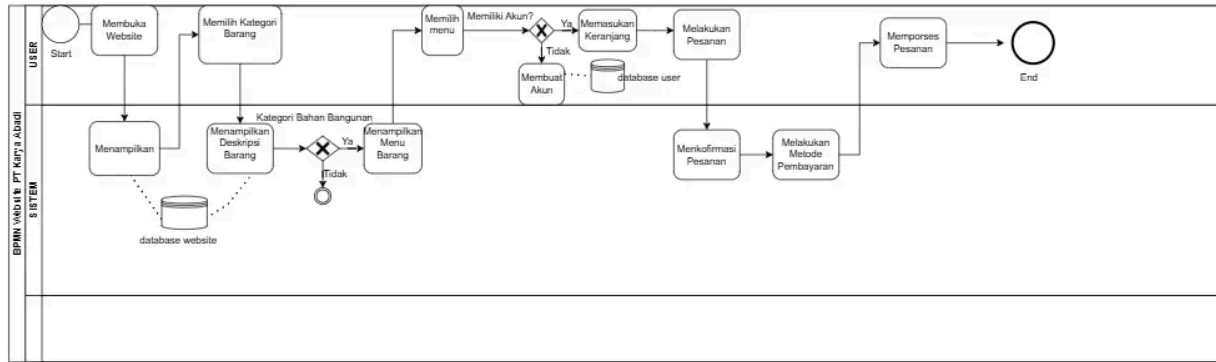 BPMN Website PT Karya Abadi
USER
SISTEM
Start
Membuka
Website
Memilih Kategori
Barang
Memilih
menu
Memiliki Akun?
Ya
Tidak
Memasukan
Keranjang
Membuat
Akun
database user
Melakukan
Pesanan
Memporses
Pesanan
End
Menampilkan
Menampilkan
Deskripsi
Barang
Kategori Bahan Bangunan
Ya
Tidak
Menampilkan
Menu
Barang
database website
Menkofirmasi
Pesanan
Melakukan
Metode
Pembayaran